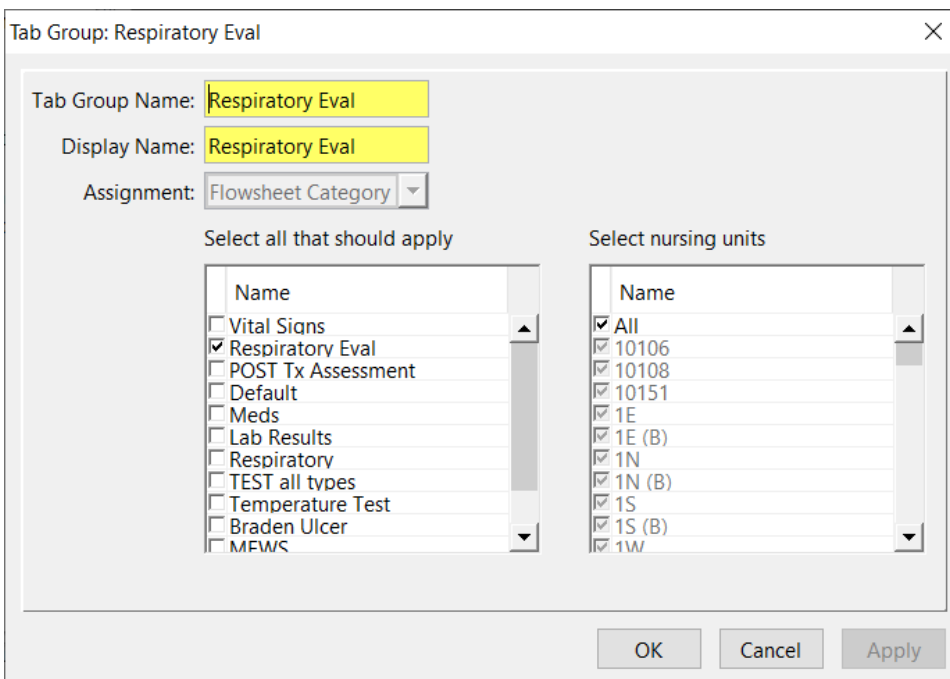 Tab Group: Respiratory Eval
Tab Group Name: Respiratory Eval
Display Name: Respiratory Eval
Assignment: Flowsheet Category
Select all that should apply
Name
Vital Signs
Respiratory Eval
POST Tx Assessment
Default
Meds
Lab Results
Respiratory
TEST all types
Temperature Test
Braden Ulcer
MEWS
Select nursing units
Name
All
10106
10108
10151
1E
1E (B)
1N
1N (B)
1S
1S (B)
1W
OK Cancel Apply